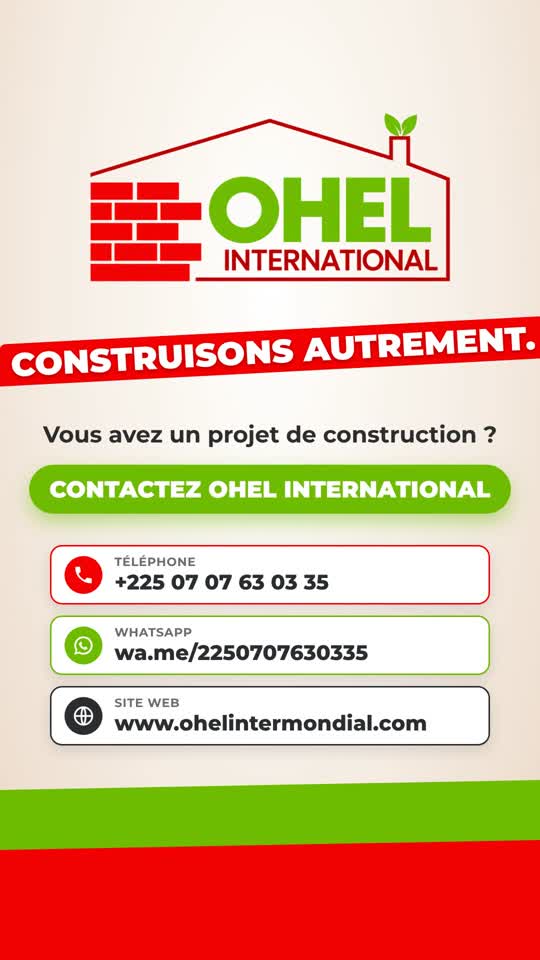 OHEL
INTERNATIONAL
CONSTRUISONS AUTREMENT.
Vous avez un projet de construction ?
CONTACTEZ OHEL INTERNATIONAL
TÉLÉPHONE
+225 07 07 63 03 35
WHATSAPP
wa.me/2250707630335
SITE WEB
www.ohelintermondial.com